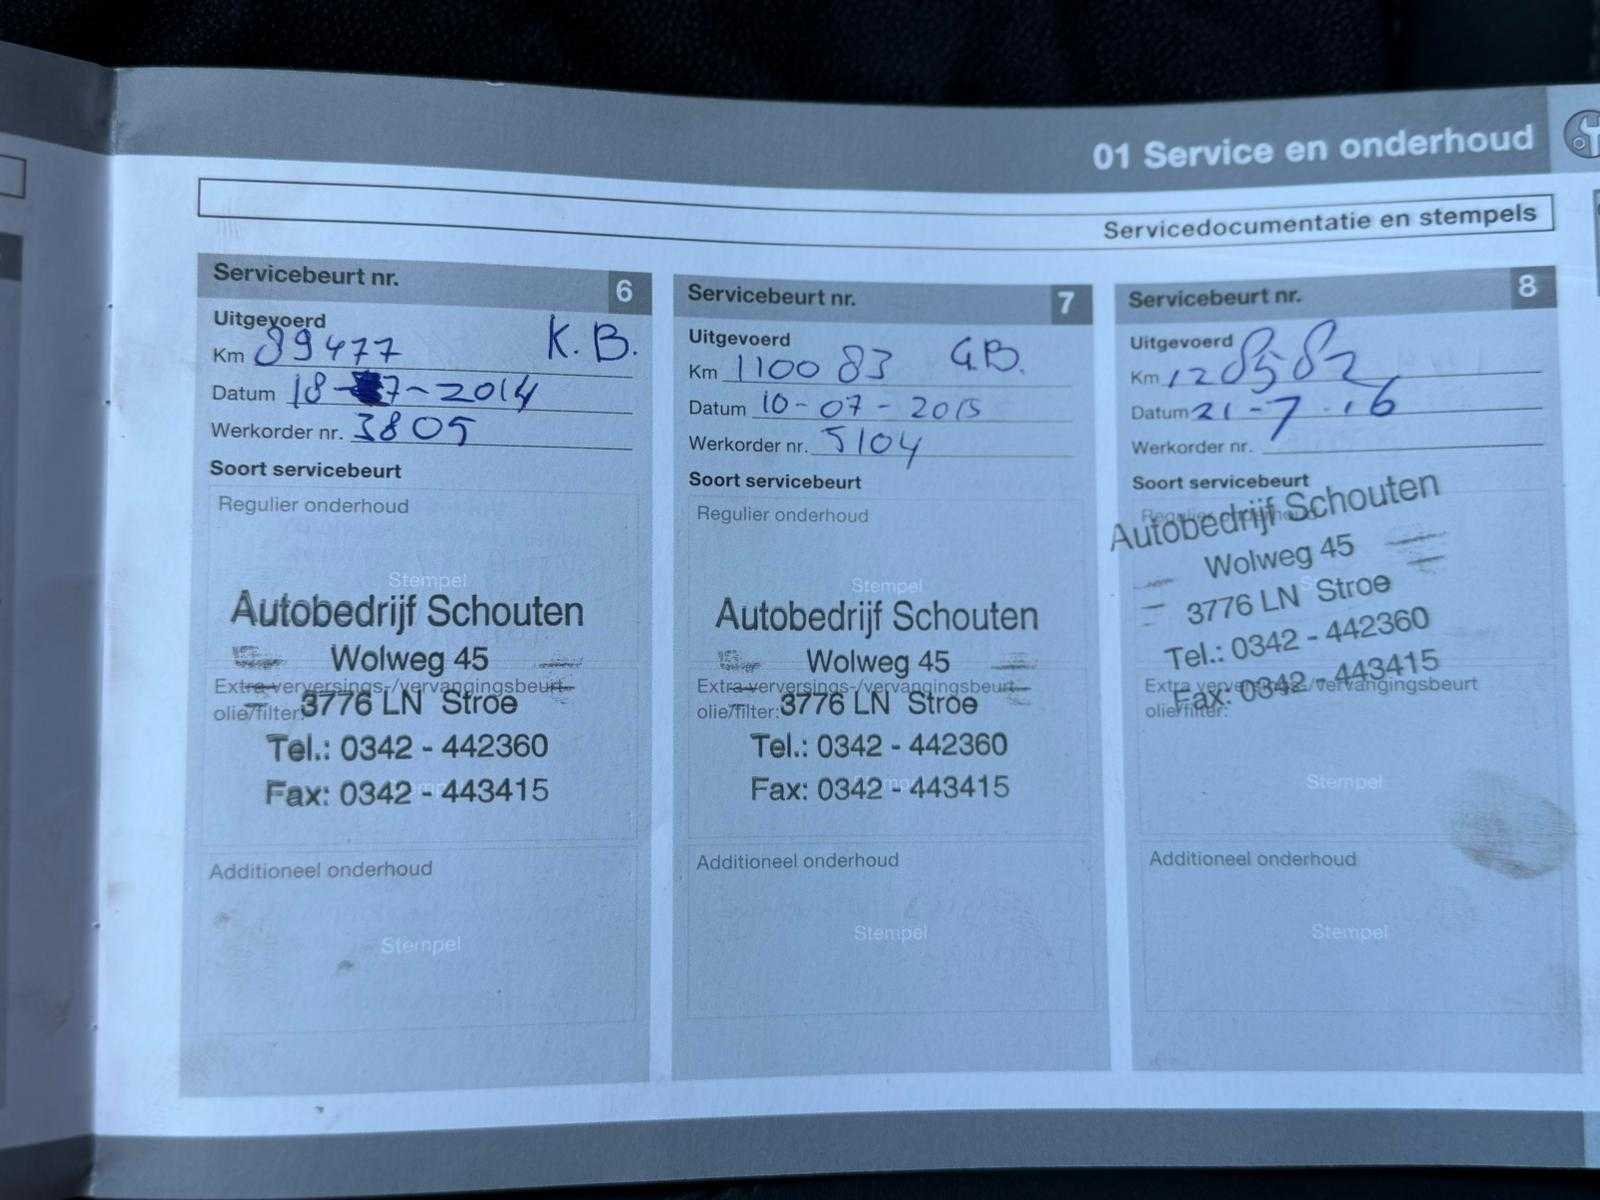 01 Service en onderhoud
Servicedocumentatie en stempels
Servicebeurt nr. 6
Uitgevoerd
Km 89477 K.B.
Datum 18-7-2014
Werkorder nr. 3805
Soort servicebeurt
Regulier onderhoud
Stempel
Autobedrijf Schouten
Wolweg 45
Extra verversings-/vervangingsbeurt
olie/filter:
3776 LN Stroe
Tel.: 0342 - 442360
Fax: 0342 - 443415
Additioneel onderhoud
Stempel
Servicebeurt nr. 7
Uitgevoerd
Km 110083 G.B.
Datum 10-07-2015
Werkorder nr. 5104
Soort servicebeurt
Regulier onderhoud
Stempel
Autobedrijf Schouten
Wolweg 45
Extra verversings-/vervangingsbeurt
olie/filter:
3776 LN Stroe
Tel.: 0342 - 442360
Fax: 0342 - 443415
Additioneel onderhoud
Stempel
Servicebeurt nr. 8
Uitgevoerd
Km 128582
Datum 21-7-16
Werkorder nr.
Soort servicebeurt
Regulier onderhoud
Autobedrijf Schouten
Wolweg 45
3776 LN Stroe
Tel.: 0342 - 442360
Fax: 0342 - 443415
Extra verversings-/vervangingsbeurt
olie/filter:
Stempel
Additioneel onderhoud
Stempel